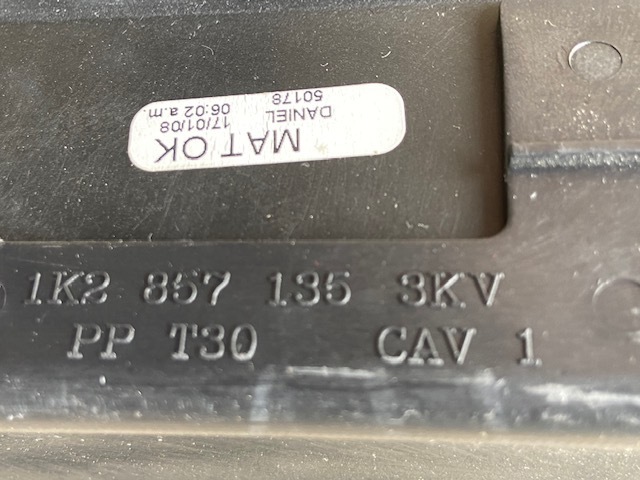 MAT OK
DANIEL 17/01/08
50178 06:02 a.m.
1K2 857 135 3KV
PP T30 CAV 1